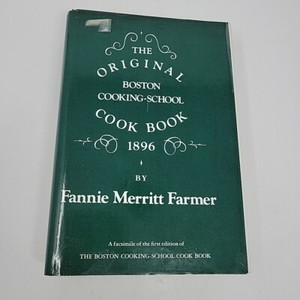 THE
ORIGINAL
BOSTON
COOKING-SCHOOL
COOK BOOK
1896
BY
Fannie Merritt Farmer
A facsimile of the first edition of
THE BOSTON COOKING-SCHOOL COOK BOOK